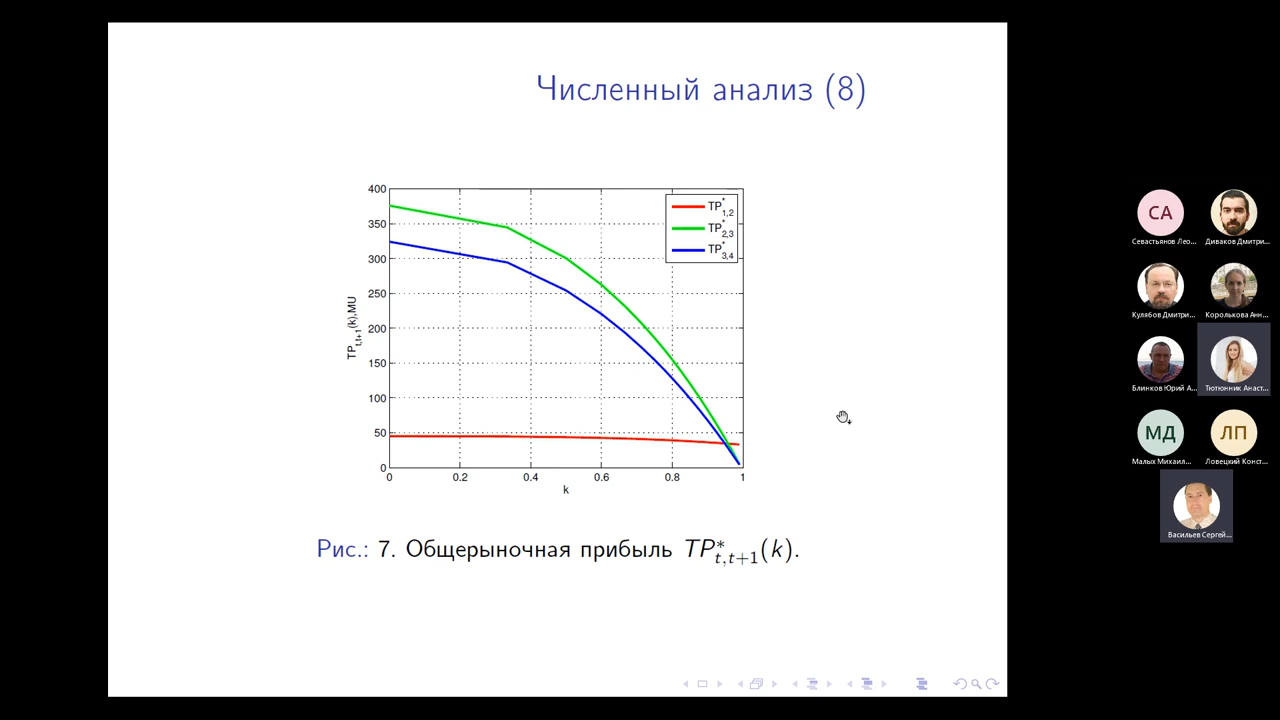 Численный анализ (8)
400
350
300
250
200
150
100
50
0
TP t,t+1 (k),MU
0 0.2 0.4 0.6 0.8 1
k
TP*1,2
TP*2,3
TP*3,4
Рис.: 7. Общерыночная прибыль TP*t,t+1(k).
СА
Севастьянов Лео...
Диваков Дмитри...
Кулябов Дмитри...
Королькова Анн...
Блинков Юрий А...
Тютюнник Анаст...
МД
Малых Михаил...
ЛП
Ловецкий Конст...
Васильев Сергей...